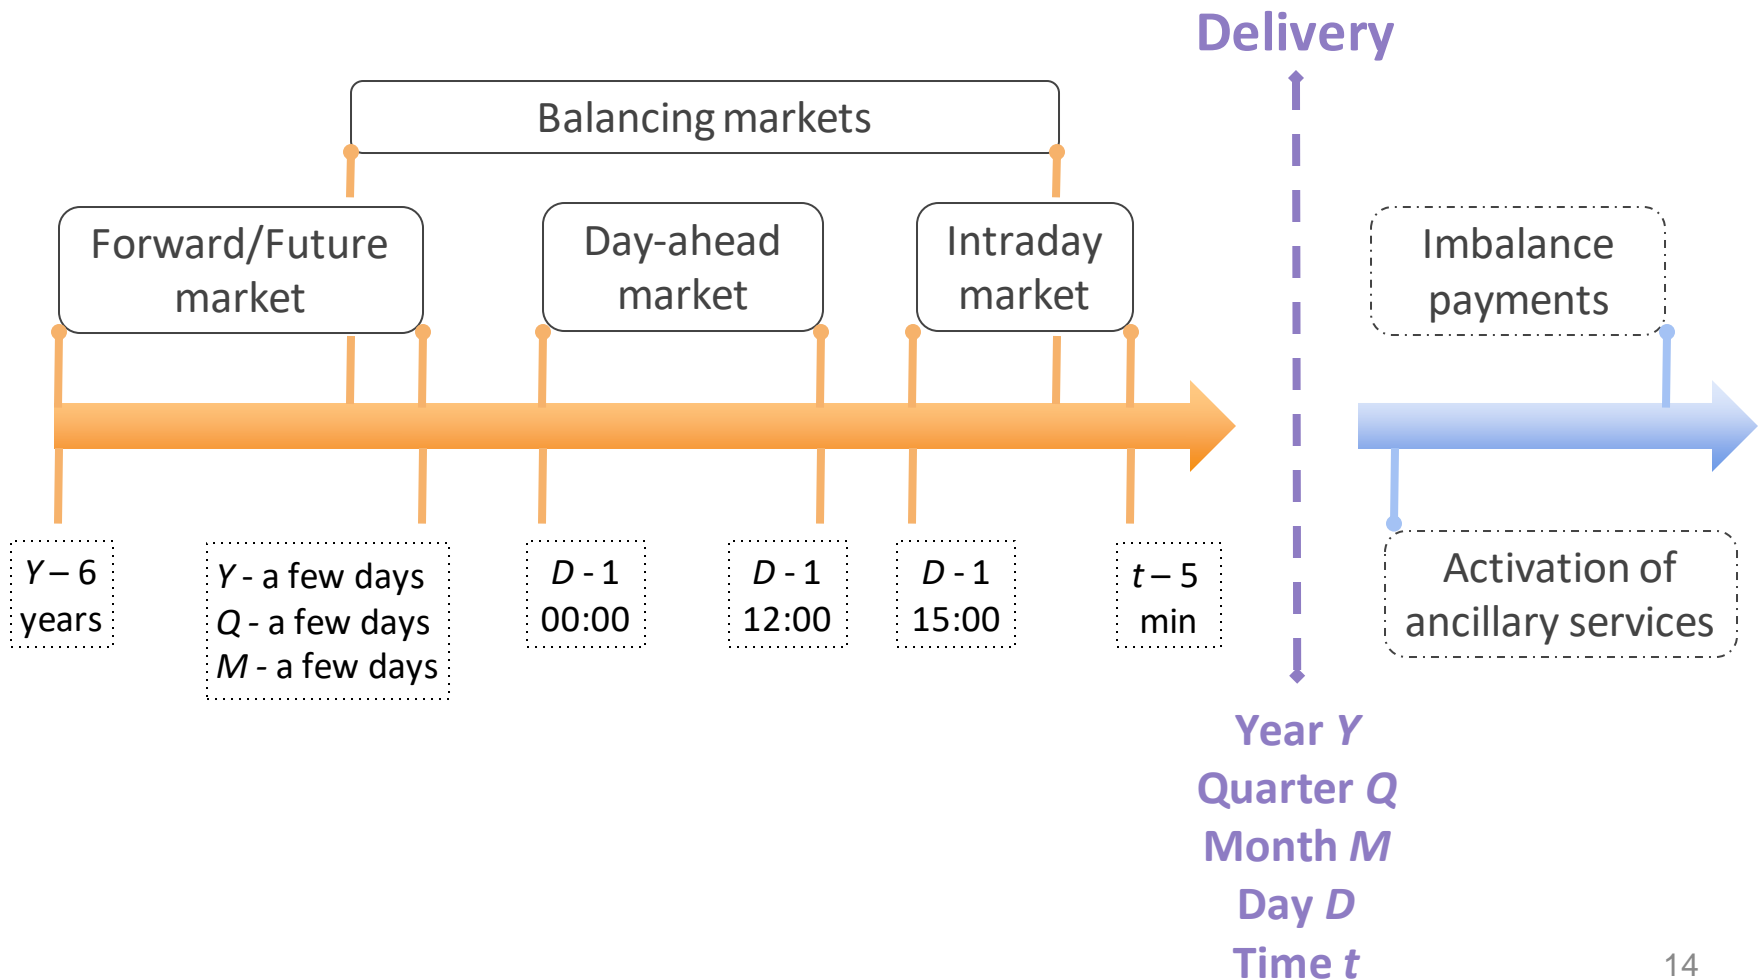 Delivery
Balancing markets
Forward/Future
market
Day-ahead
market
Intraday
market
Imbalance
payments
Y – 6
years
Y - a few days
Q - a few days
M - a few days
D - 1
00:00
D - 1
12:00
D - 1
15:00
t – 5
min
Activation of
ancillary services
Year Y
Quarter Q
Month M
Day D
Time t
14